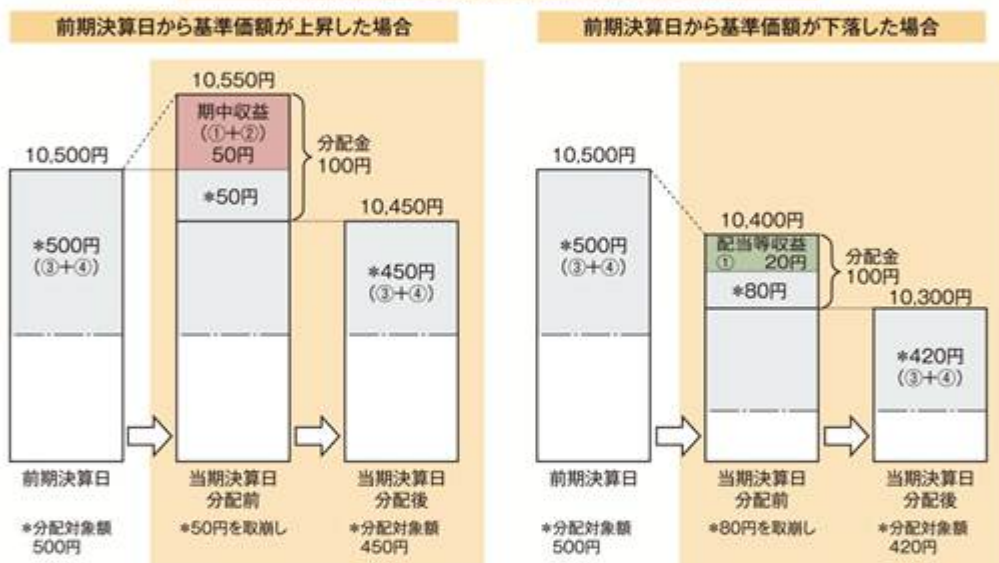 前期決算日から基準価額が上昇した場合
10,550円
期中収益
(①+②)
50円
分配金
100円
10,500円
*50円
10,450円
*500円
(③+④)
*450円
(③+④)
前期決算日
当期決算日
分配前
当期決算日
分配後
*分配対象額
500円
*50円を取崩し
*分配対象額
450円
前期決算日から基準価額が下落した場合
10,500円
10,400円
配当等収益
① 20円
分配金
100円
*500円
(③+④)
*80円
10,300円
*420円
(③+④)
前期決算日
当期決算日
分配前
当期決算日
分配後
*分配対象額
500円
*80円を取崩し
*分配対象額
420円